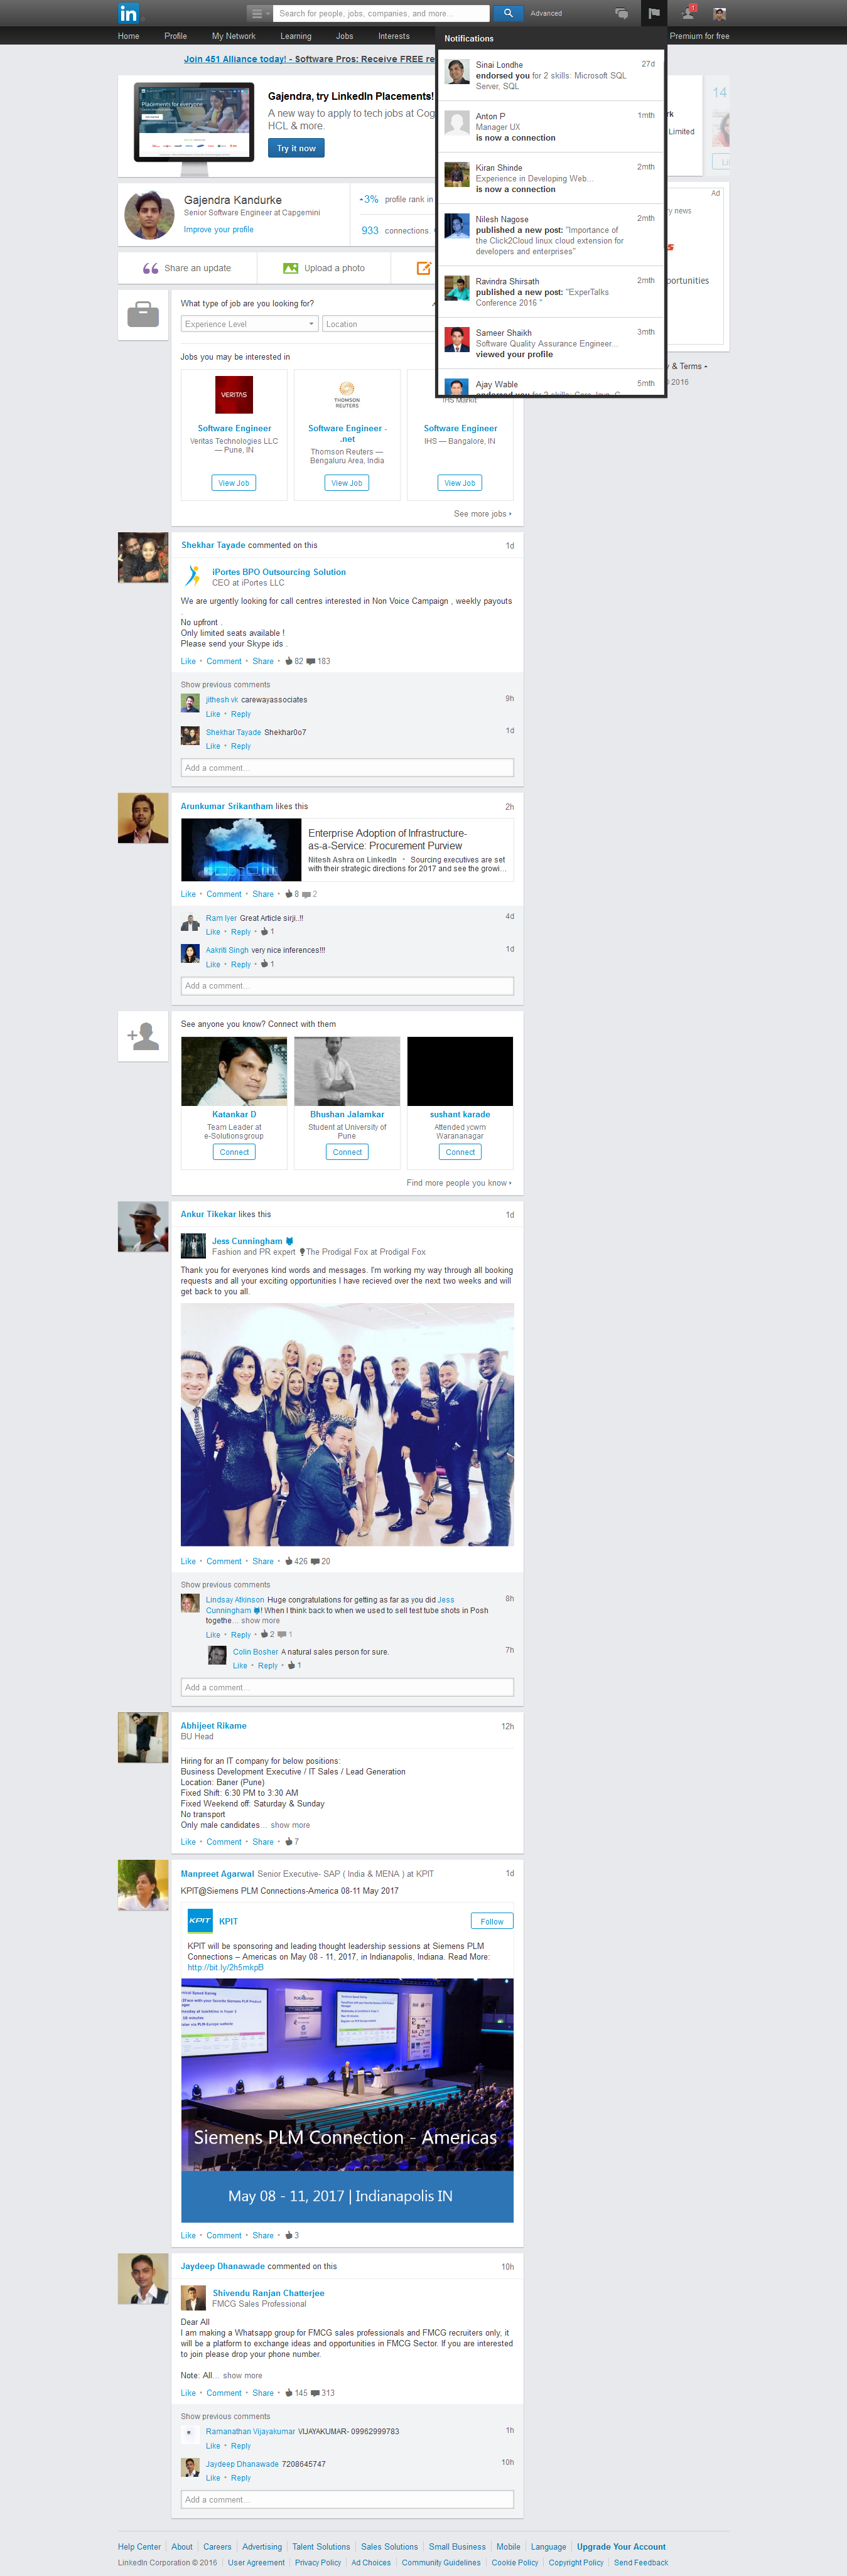 in
Search for people, jobs, companies, and more...
Advanced
1
Home Profile My Network Learning Jobs Interests
Premium for free
Notifications
Sinai Londhe 27d
endorsed you for 2 skills: Microsoft SQL
Server, SQL
Anton P 1mth
Manager UX
is now a connection
Kiran Shinde 2mth
Experience in Developing Web...
is now a connection
Nilesh Nagose 2mth
published a new post: "Importance of
the Click2Cloud linux cloud extension for
developers and enterprises"
Ravindra Shirsath 2mth
published a new post: "ExperTalks
Conference 2016 "
Sameer Shaikh 3mth
Software Quality Assurance Engineer...
viewed your profile
Ajay Wable 5mth
Join 451 Alliance today! - Software Pros: Receive FREE re
Placements for everyone
Gajendra, try LinkedIn Placements!
A new way to apply to tech jobs at Cog
HCL & more.
Try it now
Limited
14
Gajendra Kandurke
Senior Software Engineer at Capgemini
Improve your profile
3% profile rank in
933 connections.
Ad
ry news
portunities
Share an update
Upload a photo
What type of job are you looking for?
Experience Level
Location
y & Terms
2016
Jobs you may be interested in
VERITAS
Software Engineer
Veritas Technologies LLC
— Pune, IN
View Job
THOMSON
REUTERS
Software Engineer -
.net
Thomson Reuters —
Bengaluru Area, India
View Job
IHS Markit
Software Engineer
IHS — Bangalore, IN
View Job
See more jobs
Shekhar Tayade commented on this 1d
iPortes BPO Outsourcing Solution
CEO at iPortes LLC
We are urgently looking for call centres interested in Non Voice Campaign , weekly payouts
.
No upfront .
Only limited seats available !
Please send your Skype ids .
Like • Comment • Share • 82 183
Show previous comments
jithesh vk carewayassociates 9h
Like • Reply
Shekhar Tayade Shekhar0o7 1d
Like • Reply
Add a comment...
Arunkumar Srikantham likes this 2h
Enterprise Adoption of Infrastructure-
as-a-Service: Procurement Purview
Nitesh Ashra on LinkedIn • Sourcing executives are set
with their strategic directions for 2017 and see the growi...
Like • Comment • Share • 8 2
Ram Iyer Great Article sirji..!! 4d
Like • Reply • 1
Aakriti Singh very nice inferences!!! 1d
Like • Reply • 1
Add a comment...
See anyone you know? Connect with them
Katankar D
Team Leader at
e-Solutionsgroup
Connect
Bhushan Jalamkar
Student at University of
Pune
Connect
sushant karade
Attended ycwm
Warananagar
Connect
Find more people you know
Ankur Tikekar likes this 1d
Jess Cunningham
Fashion and PR expert The Prodigal Fox at Prodigal Fox
Thank you for everyones kind words and messages. I'm working my way through all booking
requests and all your exciting opportunities I have recieved over the next two weeks and will
get back to you all.
Like • Comment • Share • 426 20
Show previous comments
Lindsay Atkinson Huge congratulations for getting as far as you did Jess 8h
Cunningham ! When I think back to when we used to sell test tube shots in Posh
togethe... show more
Like • Reply • 2 1
Colin Bosher A natural sales person for sure. 7h
Like • Reply • 1
Add a comment...
Abhijeet Rikame 12h
BU Head
Hiring for an IT company for below positions:
Business Development Executive / IT Sales / Lead Generation
Location: Baner (Pune)
Fixed Shift: 6:30 PM to 3:30 AM
Fixed Weekend off: Saturday & Sunday
No transport
Only male candidates... show more
Like • Comment • Share • 7
Manpreet Agarwal Senior Executive- SAP ( India & MENA ) at KPIT 1d
KPIT@Siemens PLM Connections-America 08-11 May 2017
KPIT
KPIT
Follow
KPIT will be sponsoring and leading thought leadership sessions at Siemens PLM
Connections – Americas on May 08 - 11, 2017, in Indianapolis, Indiana. Read More:
http://bit.ly/2h5mkpB
Siemens PLM Connection - Americas
May 08 - 11, 2017 | Indianapolis IN
Like • Comment • Share • 3
Jaydeep Dhanawade commented on this 10h
Shivendu Ranjan Chatterjee
FMCG Sales Professional
Dear All
I am making a Whatsapp group for FMCG sales professionals and FMCG recruiters only, it
will be a platform to exchange ideas and opportunities in FMCG Sector. If you are interested
to join please drop your phone number.
Note: All... show more
Like • Comment • Share • 145 313
Show previous comments
Ramanathan Vijayakumar VIJAYAKUMAR- 09962999783 1h
Like • Reply
Jaydeep Dhanawade 7208645747 10h
Like • Reply
Add a comment...
Help Center About Careers Advertising Talent Solutions Sales Solutions Small Business Mobile Language Upgrade Your Account
LinkedIn Corporation © 2016 User Agreement Privacy Policy Ad Choices Community Guidelines Cookie Policy Copyright Policy Send Feedback